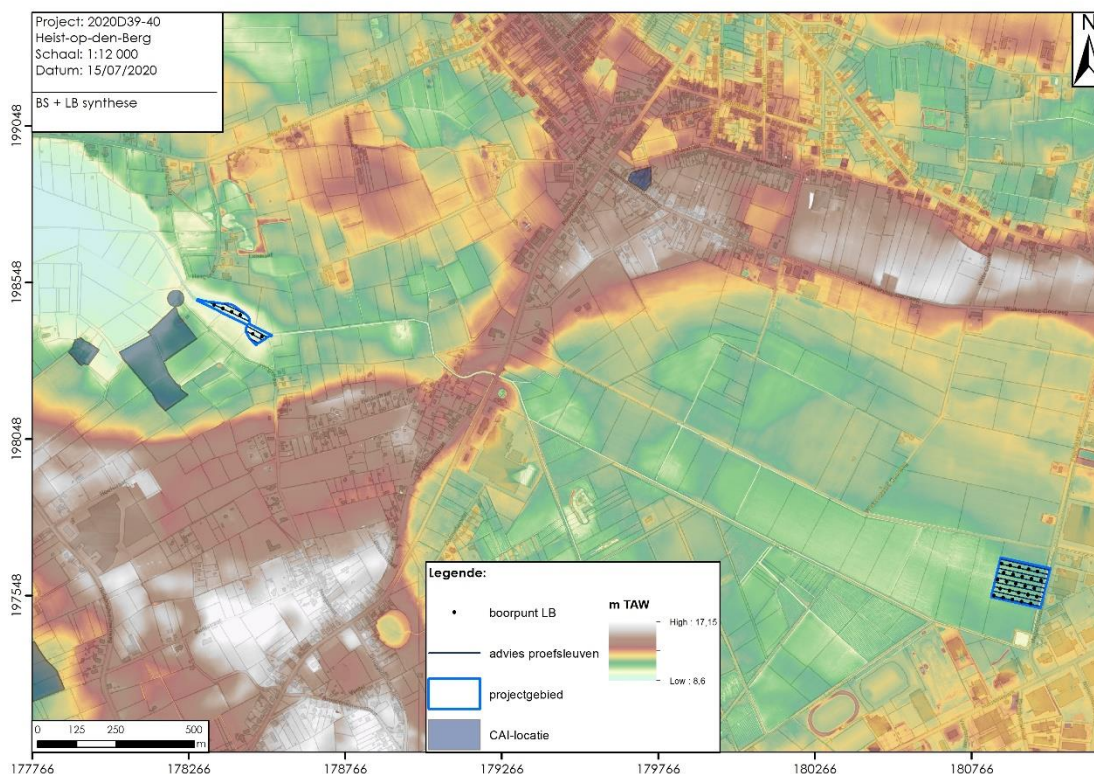 Project: 2020D39-40
Heist-op-den-Berg
Schaal: 1:12 000
Datum: 15/07/2020
BS + LB synthese
N
199048
198548
198048
197548
Legende:
boorpunt LB
advies proefsleuven
projectgebied
CAI-locatie
m TAW
High : 17,15
Low : 8,6
0 125 250 500
m
177766 178266 178766 179266 179766 180266 180766